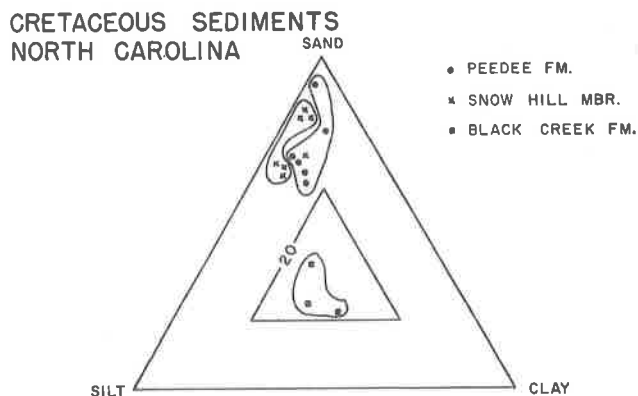 CRETACEOUS SEDIMENTS
NORTH CAROLINA
SAND
PEEDEE FM.
SNOW HILL MBR.
BLACK CREEK FM.
20
SILT
CLAY